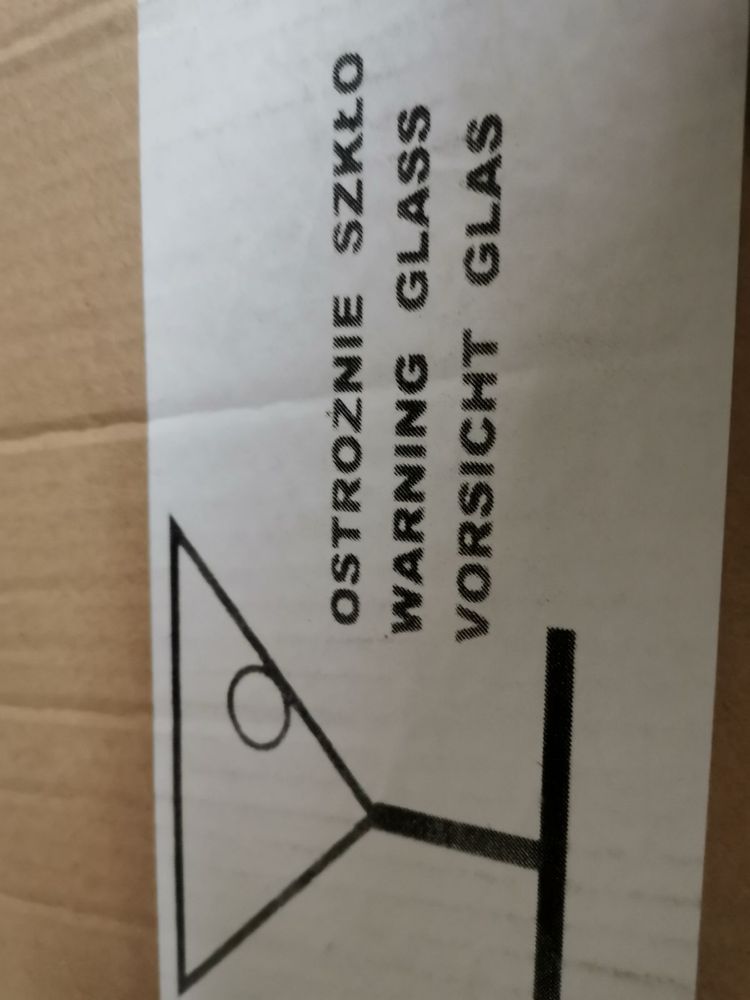 OSTROŻNIE SZKŁO
WARNING GLASS
VORSICHT GLAS